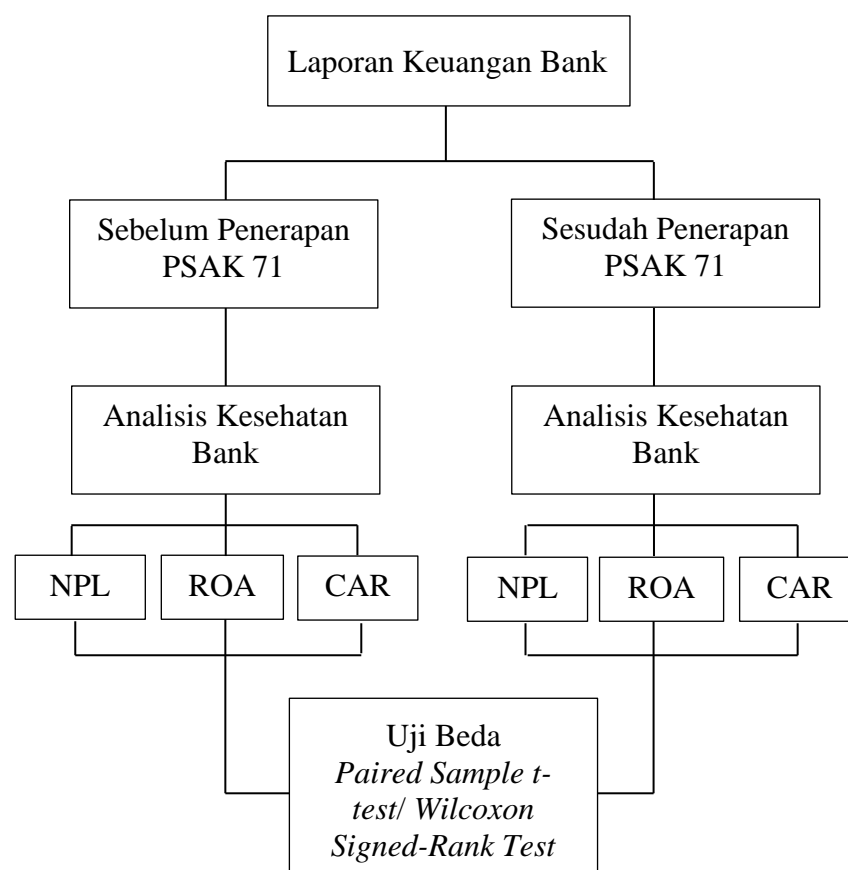 Laporan Keuangan Bank
Sebelum Penerapan
PSAK 71
Sesudah Penerapan
PSAK 71
Analisis Kesehatan
Bank
Analisis Kesehatan
Bank
NPL
ROA
CAR
NPL
ROA
CAR
Uji Beda
Paired Sample t-
test/ Wilcoxon
Signed-Rank Test